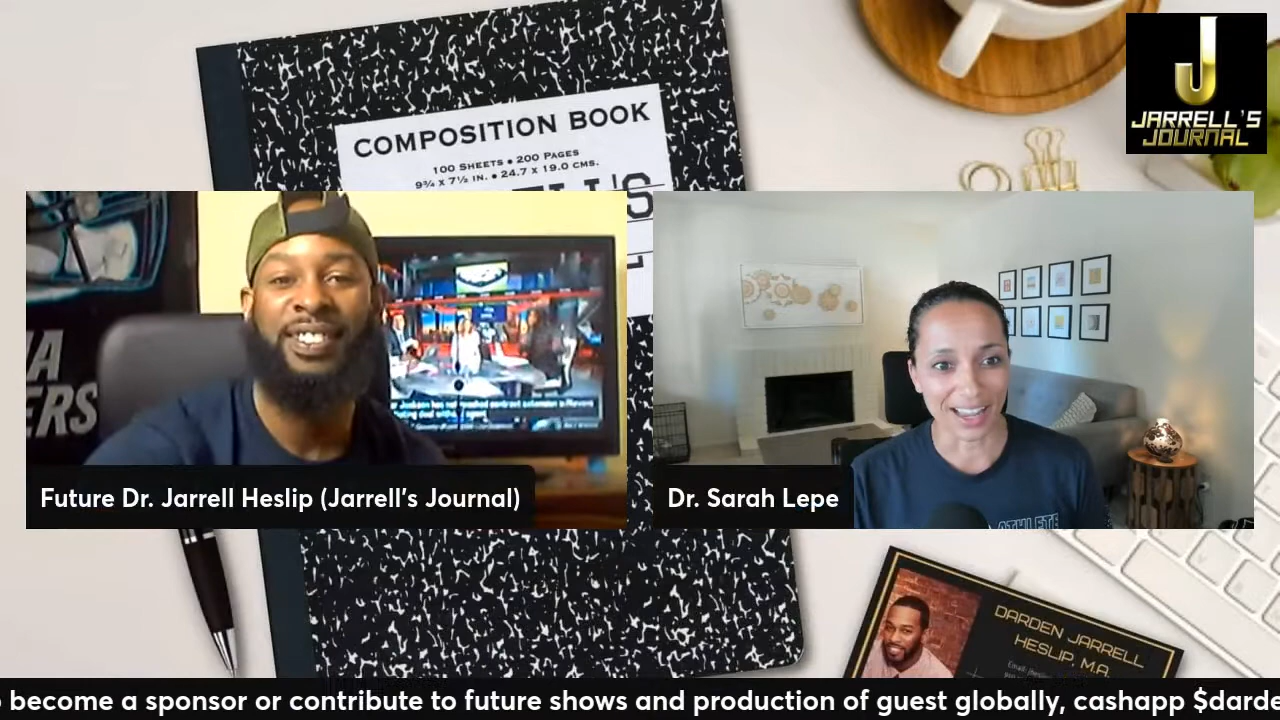 COMPOSITION BOOK
100 SHEETS • 200 PAGES
9¾ X 7½ IN. • 24.7 X 19.0 CMS.
JARRELL'S
JOURNAL
Future Dr. Jarrell Heslip (Jarrell's Journal)
Dr. Sarah Lepe
ATHLETE
DARDEN JARRELL
HESLIP, M.A.
Email:
become a sponsor or contribute to future shows and production of guest globally, cashapp $darde